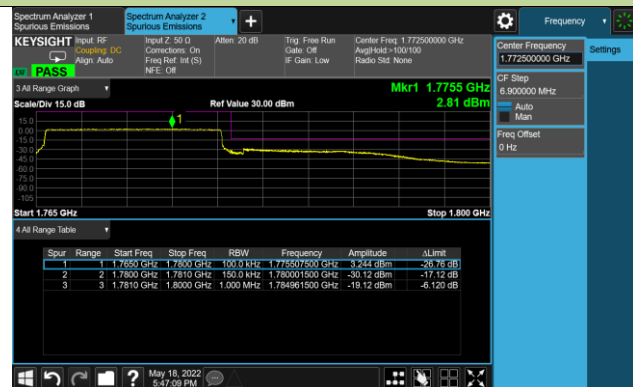 Spectrum Analyzer 1
Spurious Emissions
Spectrum Analyzer 2
Spurious Emissions
Frequency
KEYSIGHT
Input: RF
Coupling: DC
Align: Auto
Input Z: 50 Ω
Corrections: On
Freq Ref: Int (S)
NFE: Off
Atten: 20 dB
Trig: Free Run
Gate: Off
IF Gain: Low
Center Freq: 1.772500000 GHz
Avg|Hold:>100/100
Radio Std: None
PASS
3 All Range Graph
Scale/Div 15.0 dB
Ref Value 30.00 dBm
Mkr1 1.7755 GHz
2.81 dBm
1
15.0
0.00
-15.0
-30.0
-45.0
-60.0
-75.0
-90.0
-105
Start 1.765 GHz
Stop 1.800 GHz
4 All Range Table
Spur Range Start Freq Stop Freq RBW Frequency Amplitude ΔLimit
1 1 1.7650 GHz 1.7800 GHz 100.0 kHz 1.775507500 GHz 3.244 dBm -26.76 dB
2 2 1.7800 GHz 1.7810 GHz 150.0 kHz 1.780001500 GHz -30.12 dBm -17.12 dB
3 3 1.7810 GHz 1.8000 GHz 1.000 MHz 1.784961500 GHz -19.12 dBm -6.120 dB
Center Frequency
1.772500000 GHz
Settings
CF Step
6.900000 MHz
Auto
Man
Freq Offset
0 Hz
May 18, 2022
5:47:09 PM